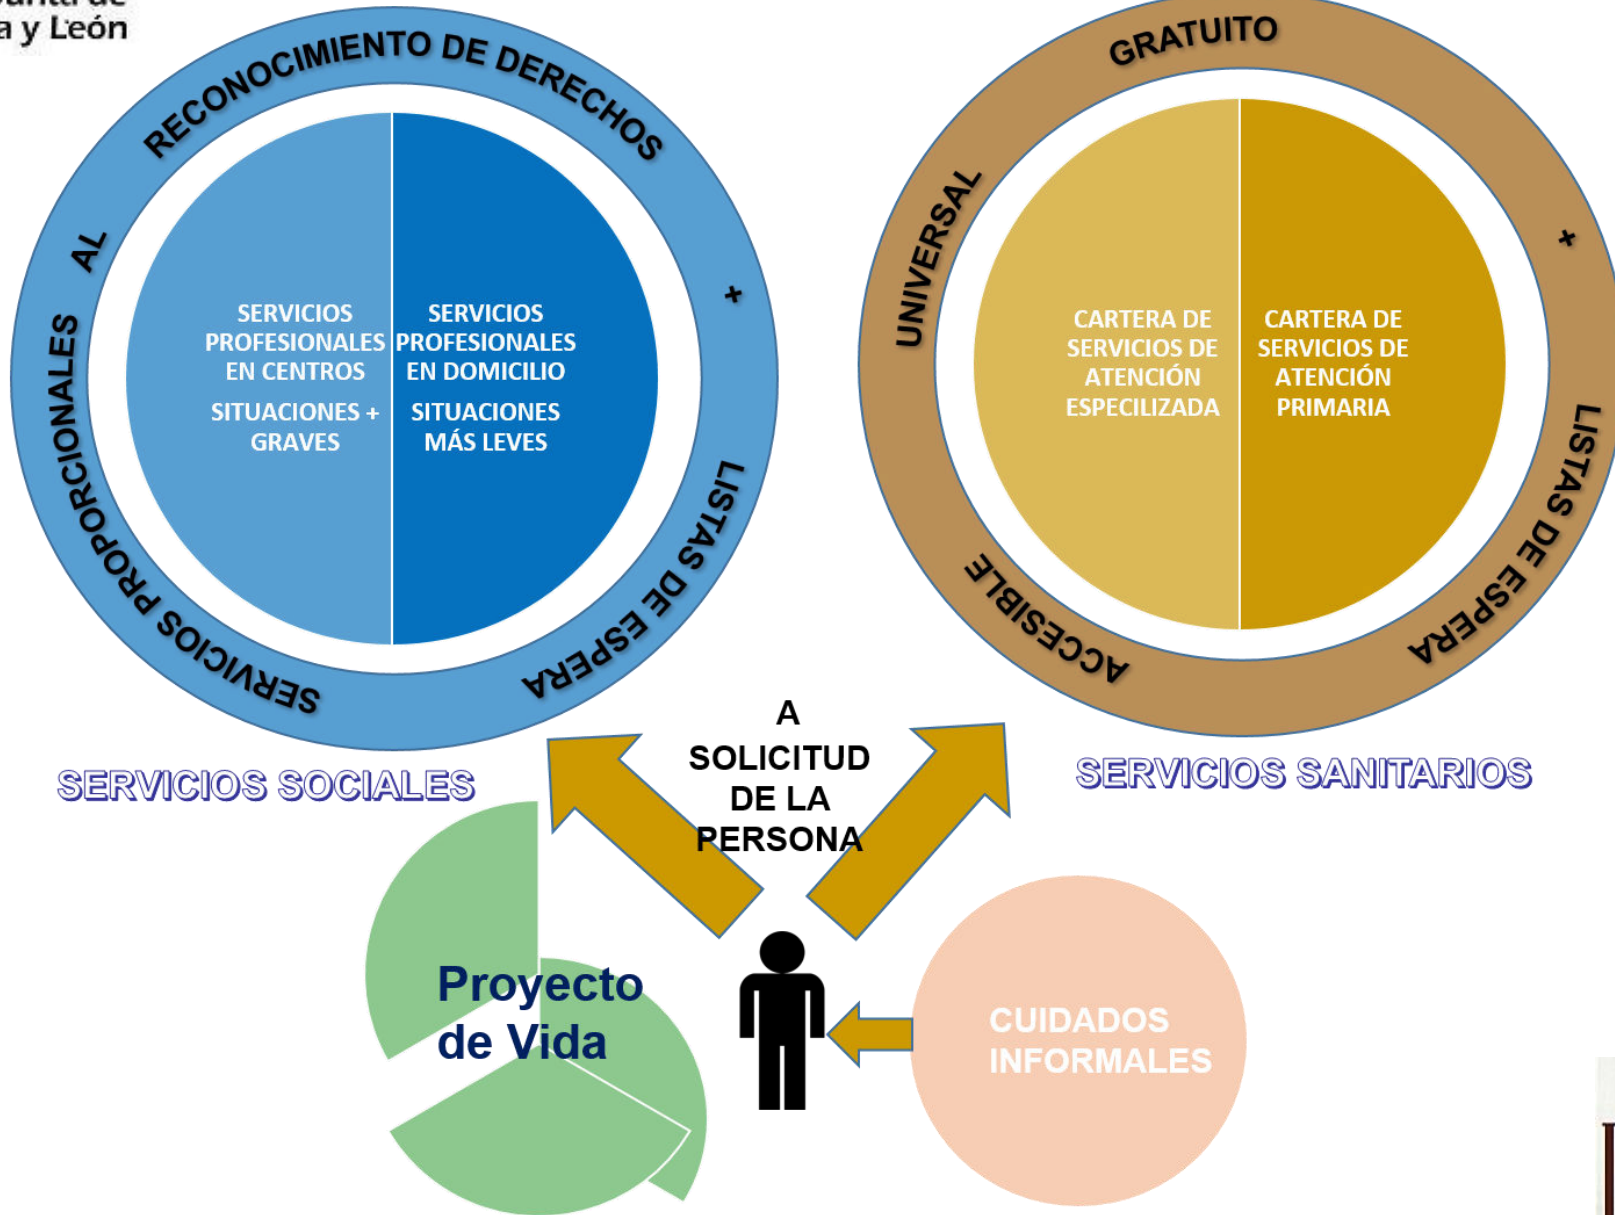 a y León
SERVICIOS PROPORCIONALES AL RECONOCIMIENTO DE DERECHOS + LISTAS DE ESPERA
SERVICIOS
PROFESIONALES
EN CENTROS
SITUACIONES +
GRAVES
SERVICIOS
PROFESIONALES
EN DOMICILIO
SITUACIONES
MÁS LEVES
SERVICIOS SOCIALES
ACCESIBLE UNIVERSAL GRATUITO + LISTAS DE ESPERA
CARTERA DE
SERVICIOS DE
ATENCIÓN
ESPECILIZADA
CARTERA DE
SERVICIOS DE
ATENCIÓN
PRIMARIA
SERVICIOS SANITARIOS
A
SOLICITUD
DE LA
PERSONA
Proyecto
de Vida
CUIDADOS
INFORMALES